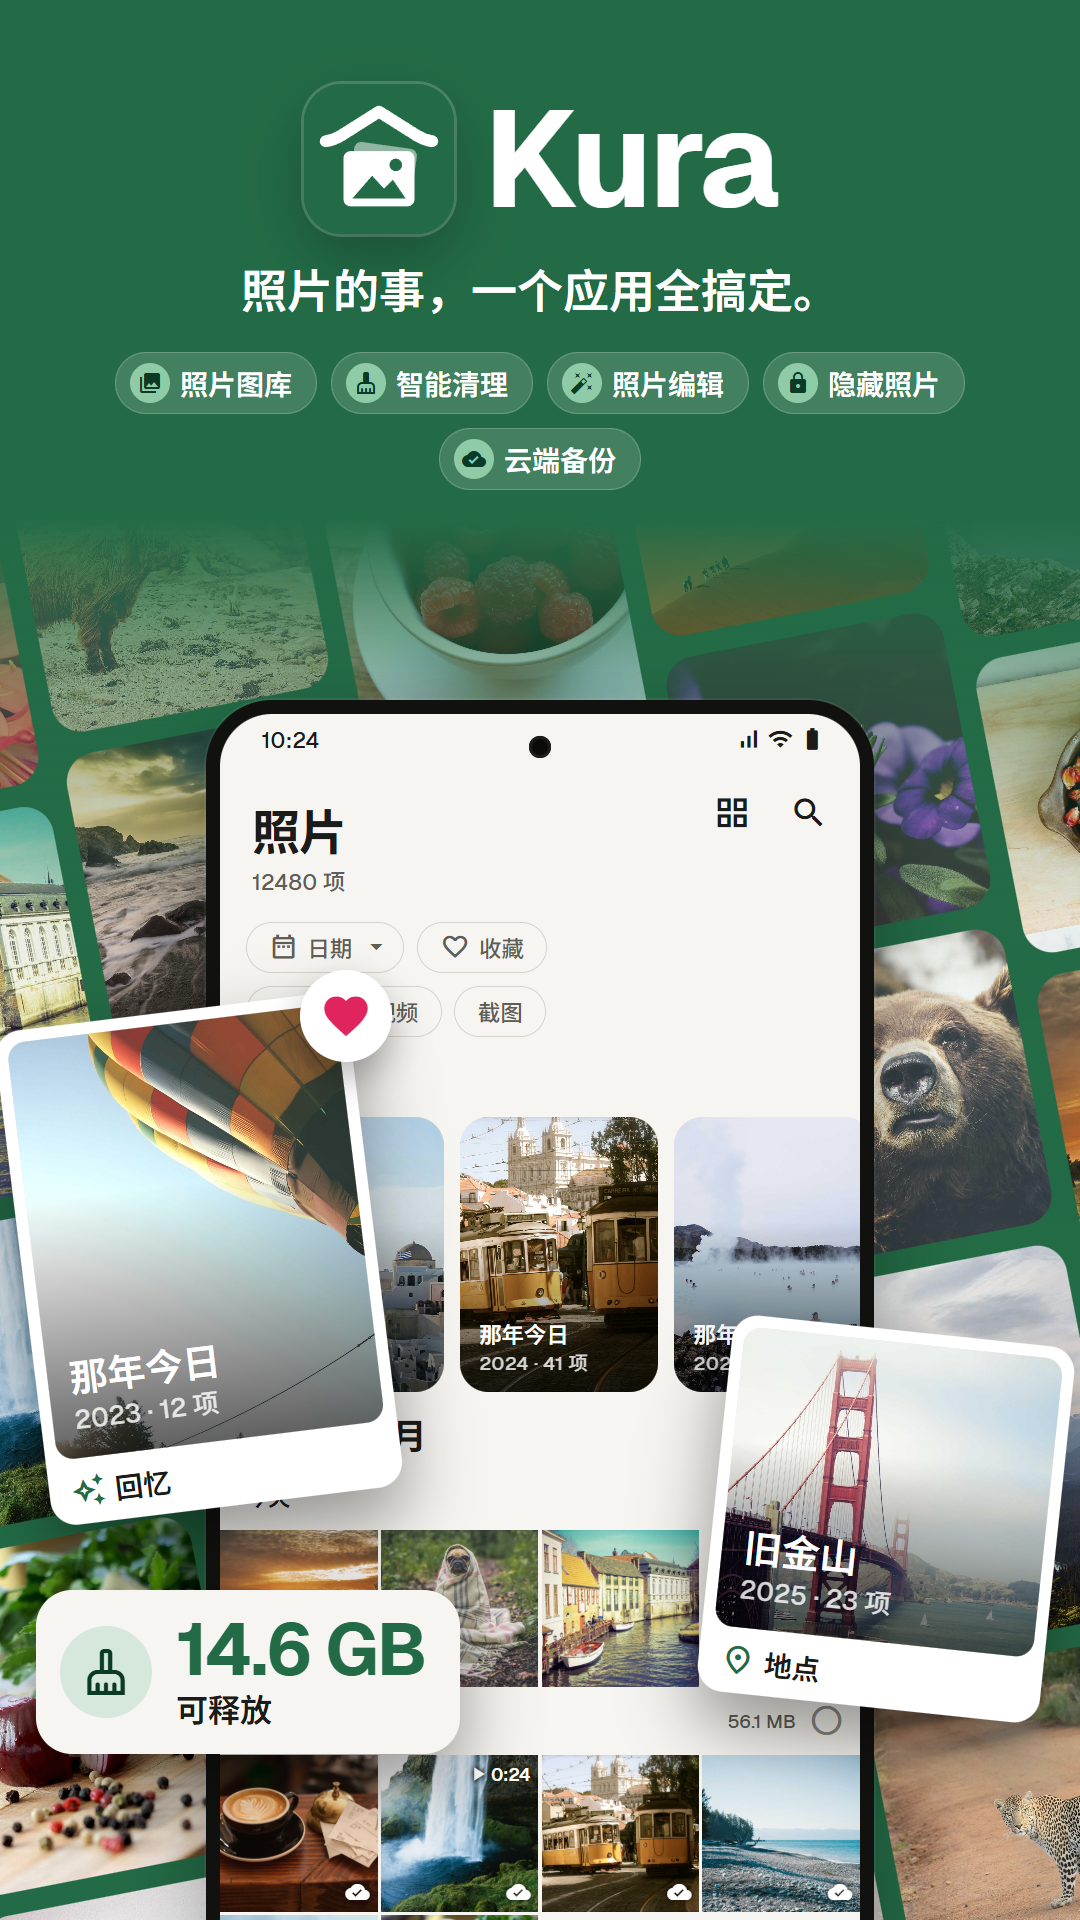 Kura
照片的事，一个应用全搞定。
照片图库
智能清理
照片编辑
隐藏照片
云端备份
10:24
照片
12480 项
日期
收藏
频
截图
那年今日
2024 · 41 项
那年
202
那年今日
2023 · 12 项
回忆
月
旧金山
2025 · 23 项
地点
14.6 GB
可释放
56.1 MB
0:24